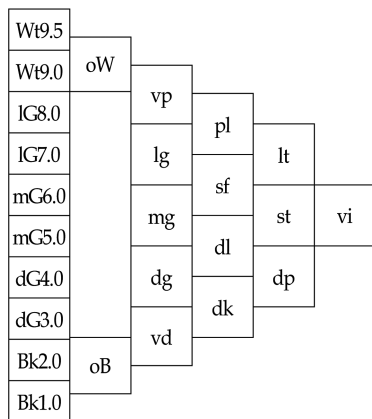 Wt9.5
oW
Wt9.0
vp
pl
lG8.0
lt
lG7.0
lg
sf
mG6.0
mg
st
vi
mG5.0
dl
dG4.0
dg
dp
dG3.0
dk
vd
Bk2.0
oB
Bk1.0